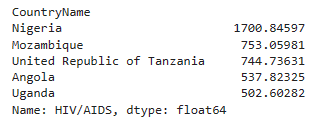 CountryName
Nigeria 1700.84597
Mozambique 753.05981
United Republic of Tanzania 744.73631
Angola 537.82325
Uganda 502.60282
Name: HIV/AIDS, dtype: float64